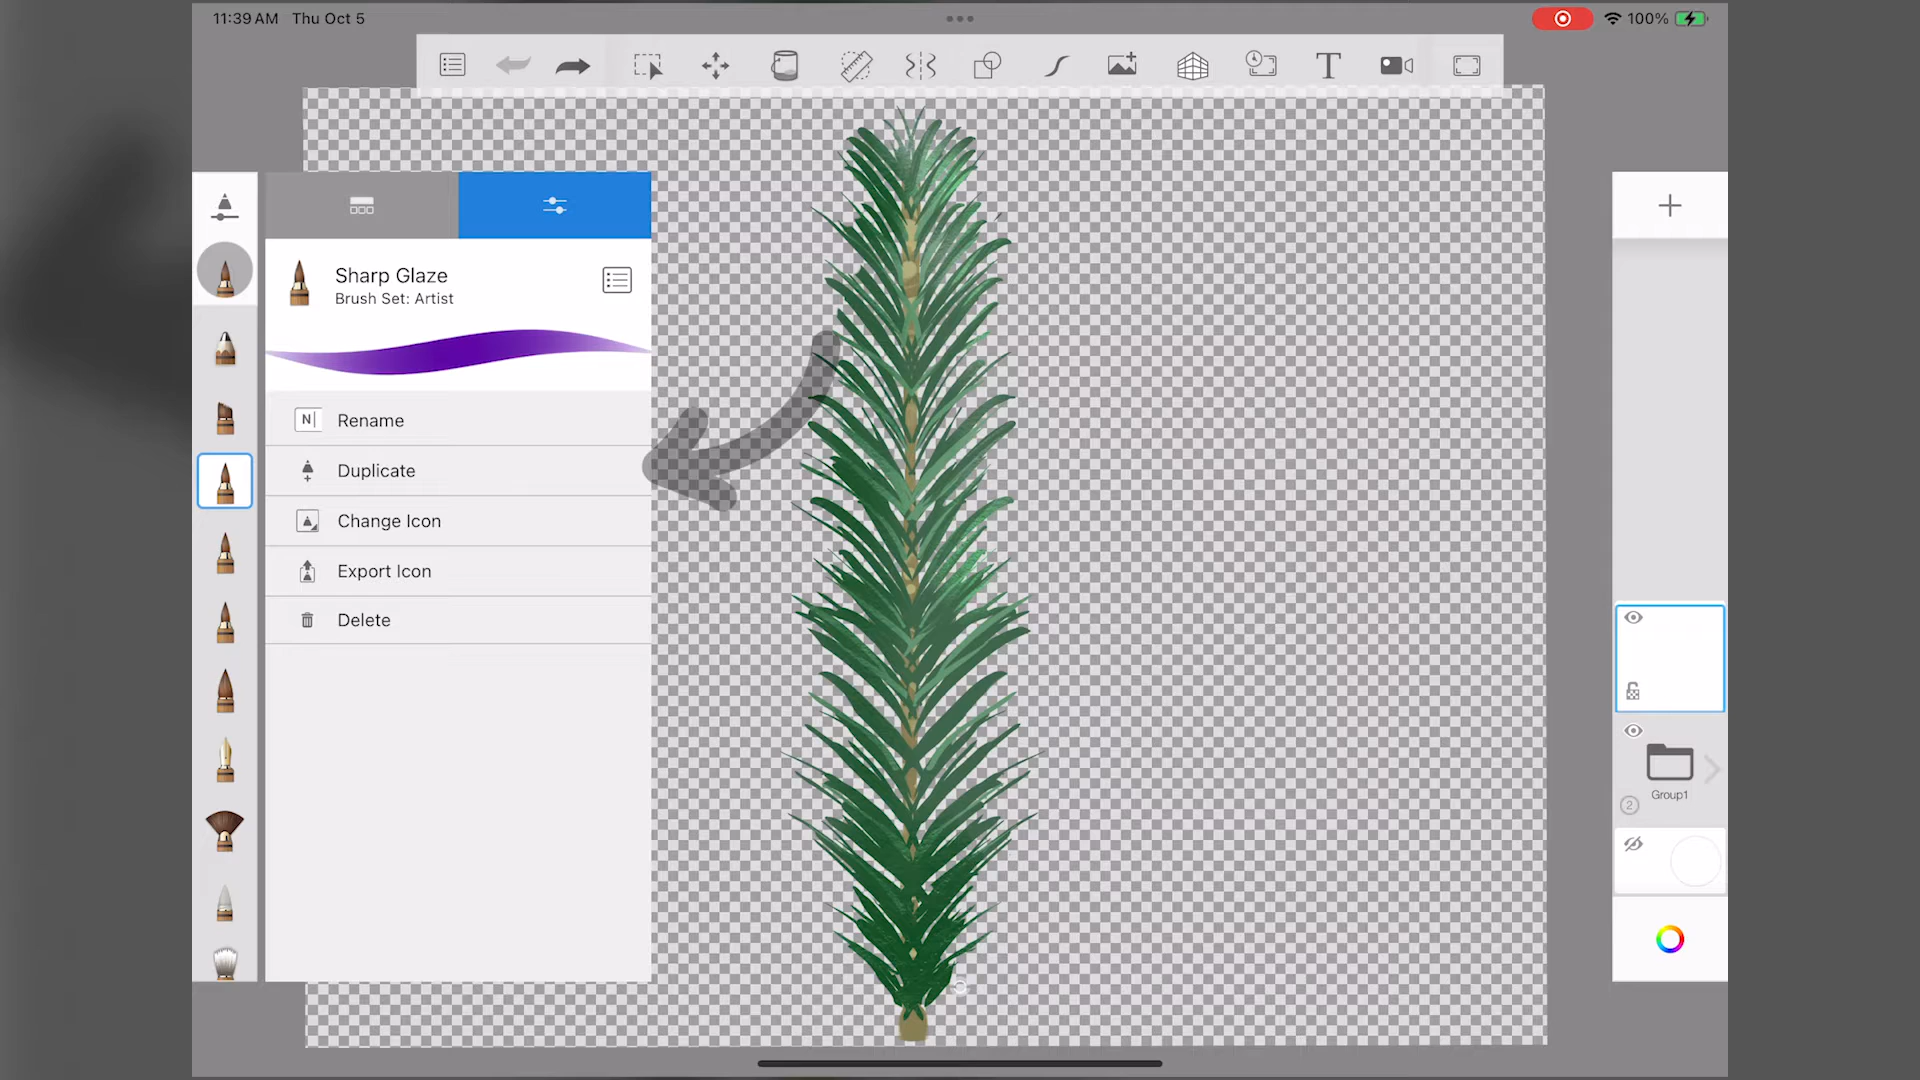 11:39 AM Thu Oct 5
100%
T
Sharp Glaze
Brush Set: Artist
N
Rename
Duplicate
Change Icon
Export Icon
Delete
Group1
2